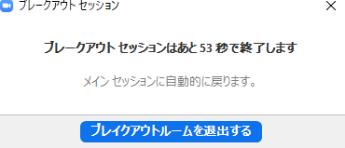 ブレークアウト セッション
ブレークアウト セッションはあと 53 秒で終了します
メイン セッションに自動的に戻ります。
ブレイクアウトルームを退出する